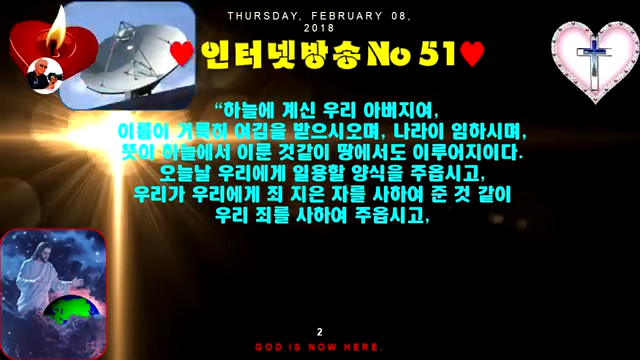 THURSDAY, FEBRUARY 08,
2018
인터넷방송No 51
“하늘에 계신 우리 아버지여,
이름이 거룩히 여김을 받으시오며, 나라이 임하시며,
뜻이 하늘에서 이룬 것같이 땅에서도 이루어지이다.
오늘날 우리에게 일용할 양식을 주옵시고,
우리가 우리에게 죄 지은 자를 사하여 준 것 같이
우리 죄를 사하여 주옵시고,
2
GOD IS NOW HERE.